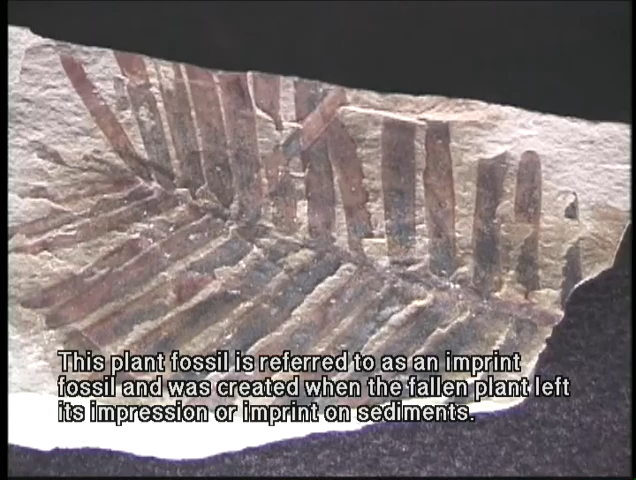 This plant fossil is referred to as an imprint
fossil and was created when the fallen plant left
its impression or imprint on sediments.